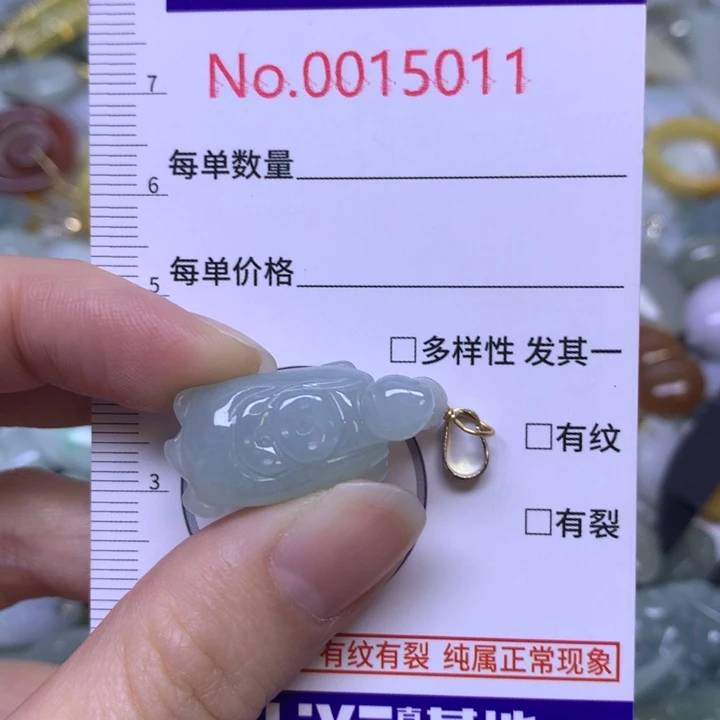 No.0015011
7
每单数量
6
每单价格
5
□多样性 发其一
□有纹
3
□有裂
有纹有裂 纯属正常现象